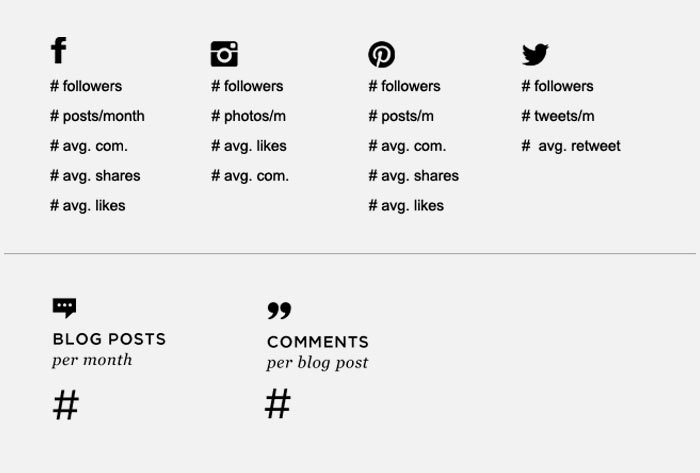 # followers
# posts/month
# avg. com.
# avg. shares
# avg. likes
# followers
# photos/m
# avg. likes
# avg. com.
# followers
# posts/m
# avg. com.
# avg. shares
# avg. likes
# followers
# tweets/m
#  avg. retweet
BLOG POSTS
per month
#
COMMENTS
per blog post
#